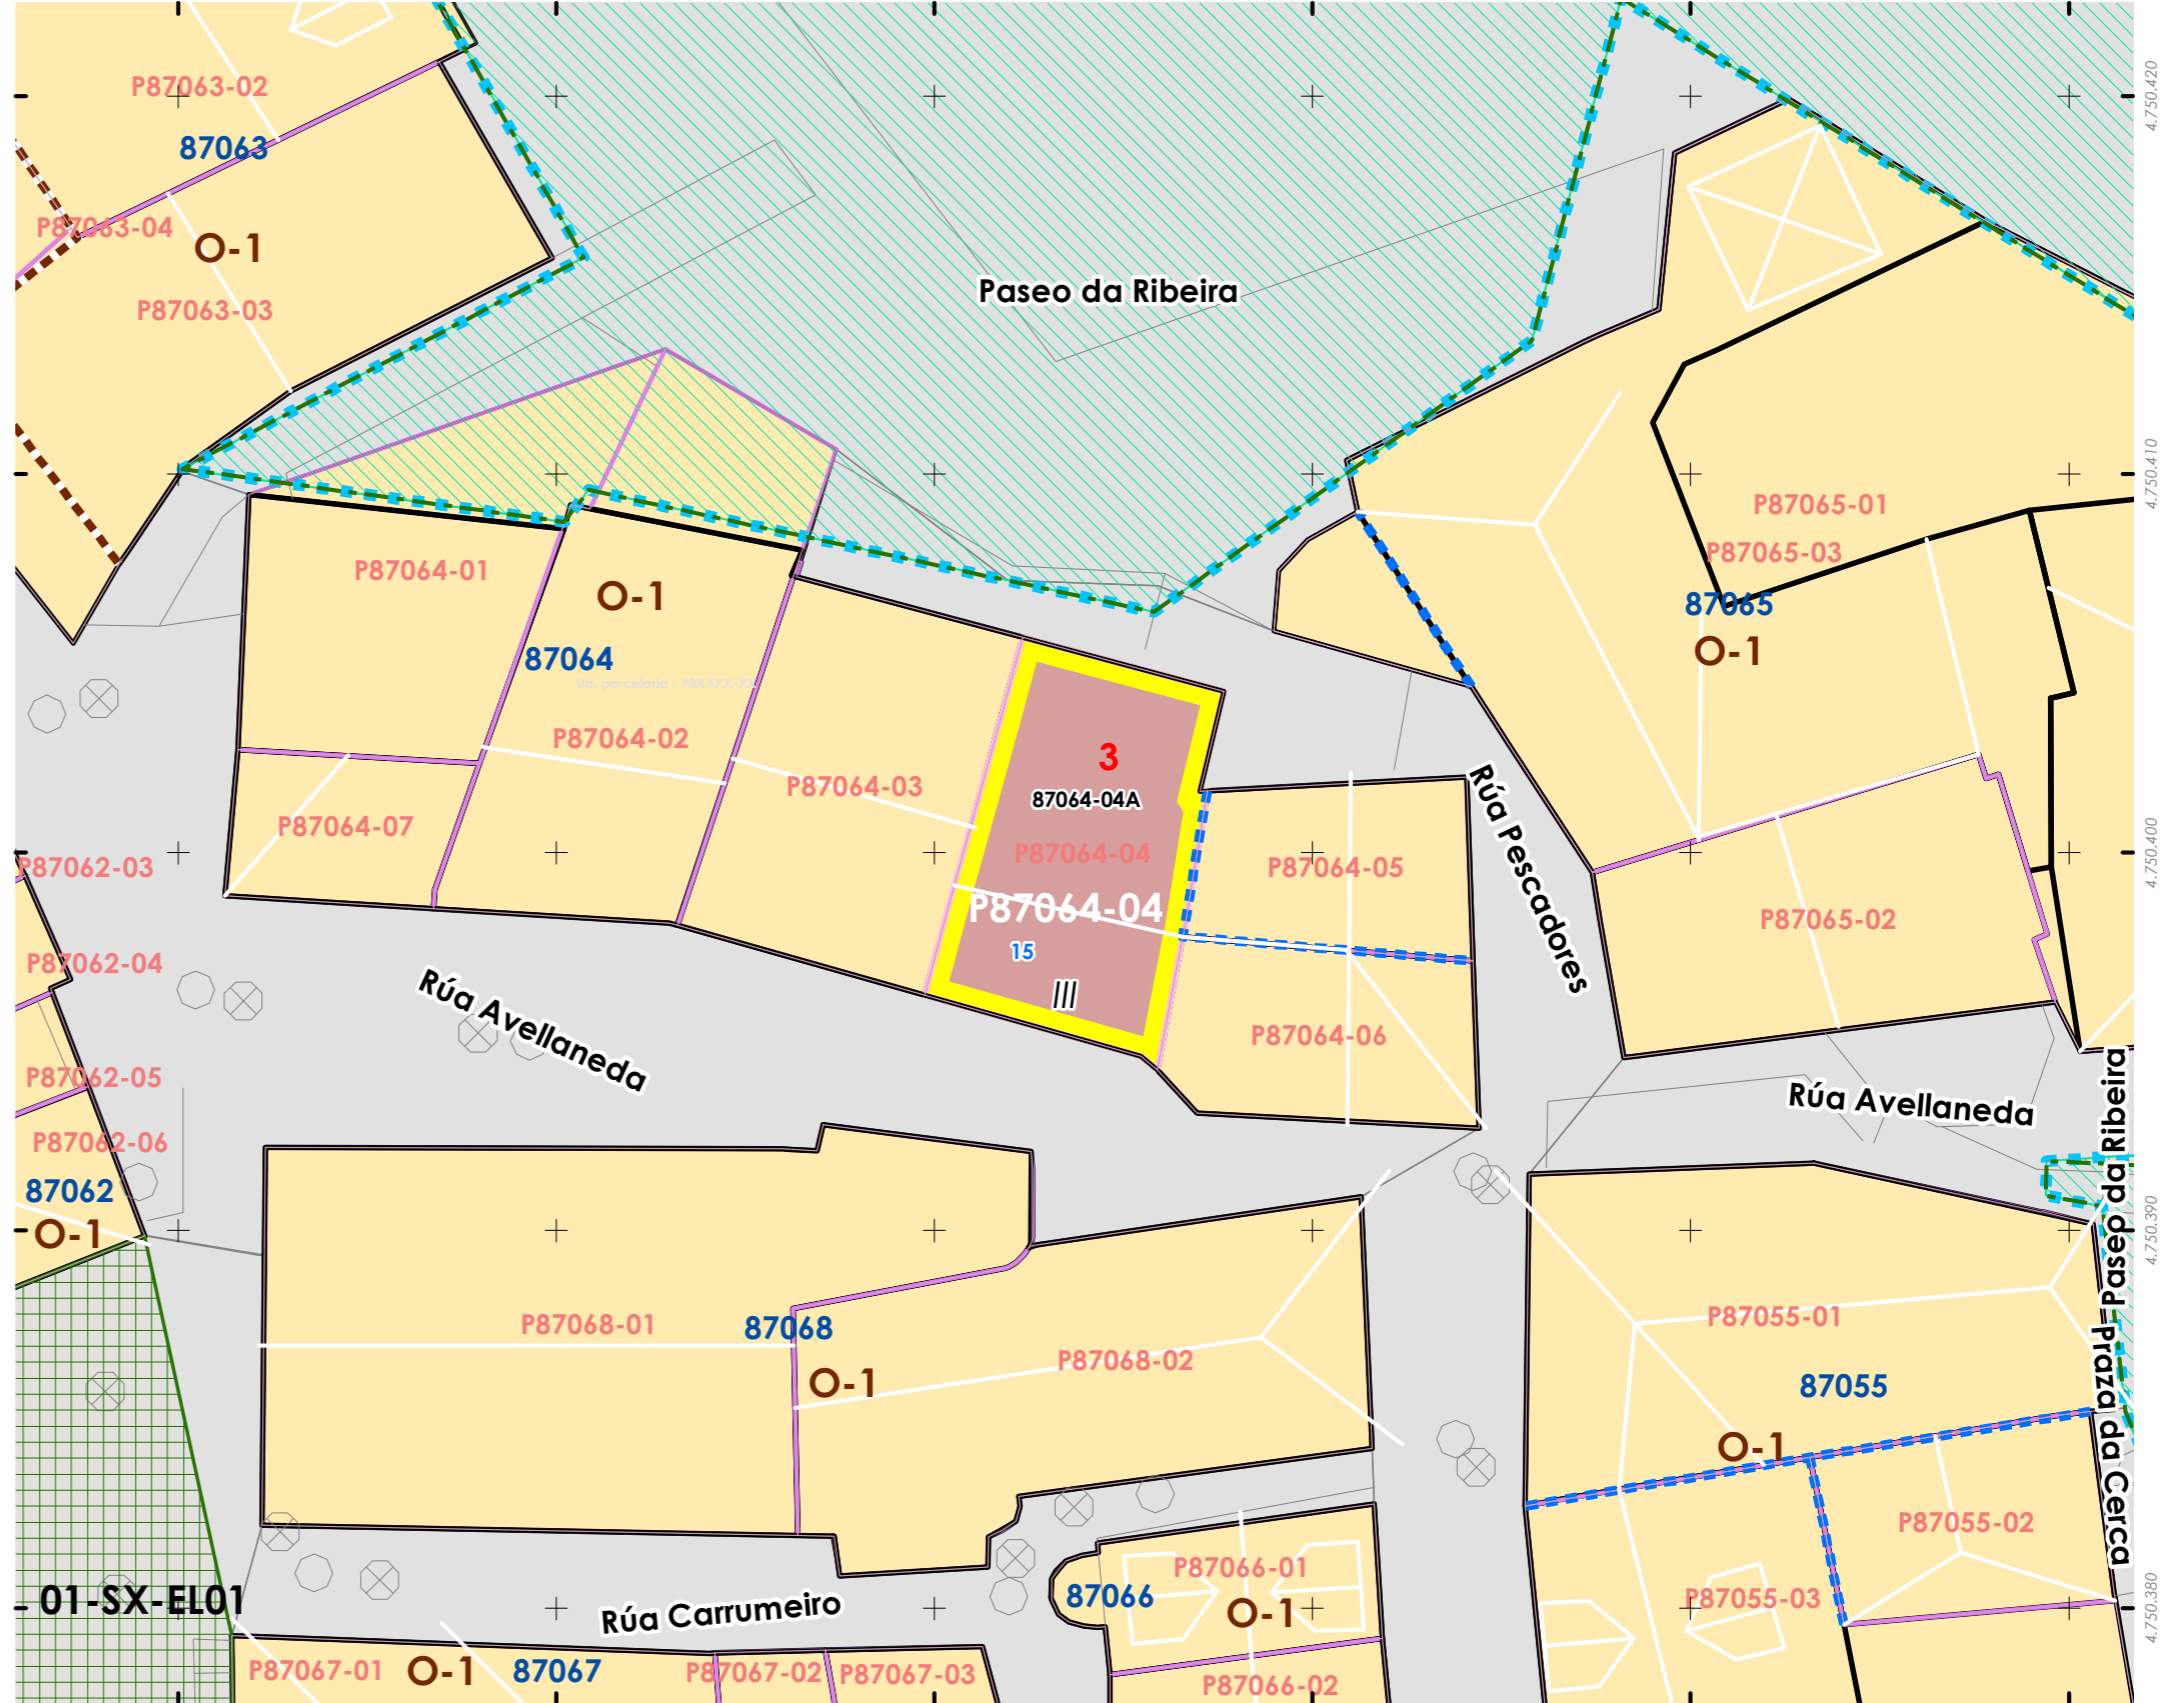 P87063-02
4.750.420
87063
P87063-04
O-1
P87063-03
Paseo da Ribeira
P87065-01
4.750.410
P87065-03
P87064-01
O-1
87065
O-1
87064
Ud. parcelaria - P8XXXX-XX
P87064-02
3
P87064-03
87064-04A
Rúa Pescadores
P87064-07
P87064-04
P87064-05
4.750.400
P87062-03
P87064-04
P87065-02
15
P87062-04
III
Rúa Avellaneda
P87064-06
P87062-05
Rúa Avellaneda
P87062-06
Paseo da Ribeira
87062
O-1
4.750.390
P87068-01
87068
P87055-01
P87068-02
O-1
87055
Praza da Cerca
O-1
P87055-02
P87066-01
01-SX-EL01
87066
P87055-03
4.750.380
Rúa Carrumeiro
O-1
P87067-01
O-1
87067
P87067-02
P87067-03
P87066-02